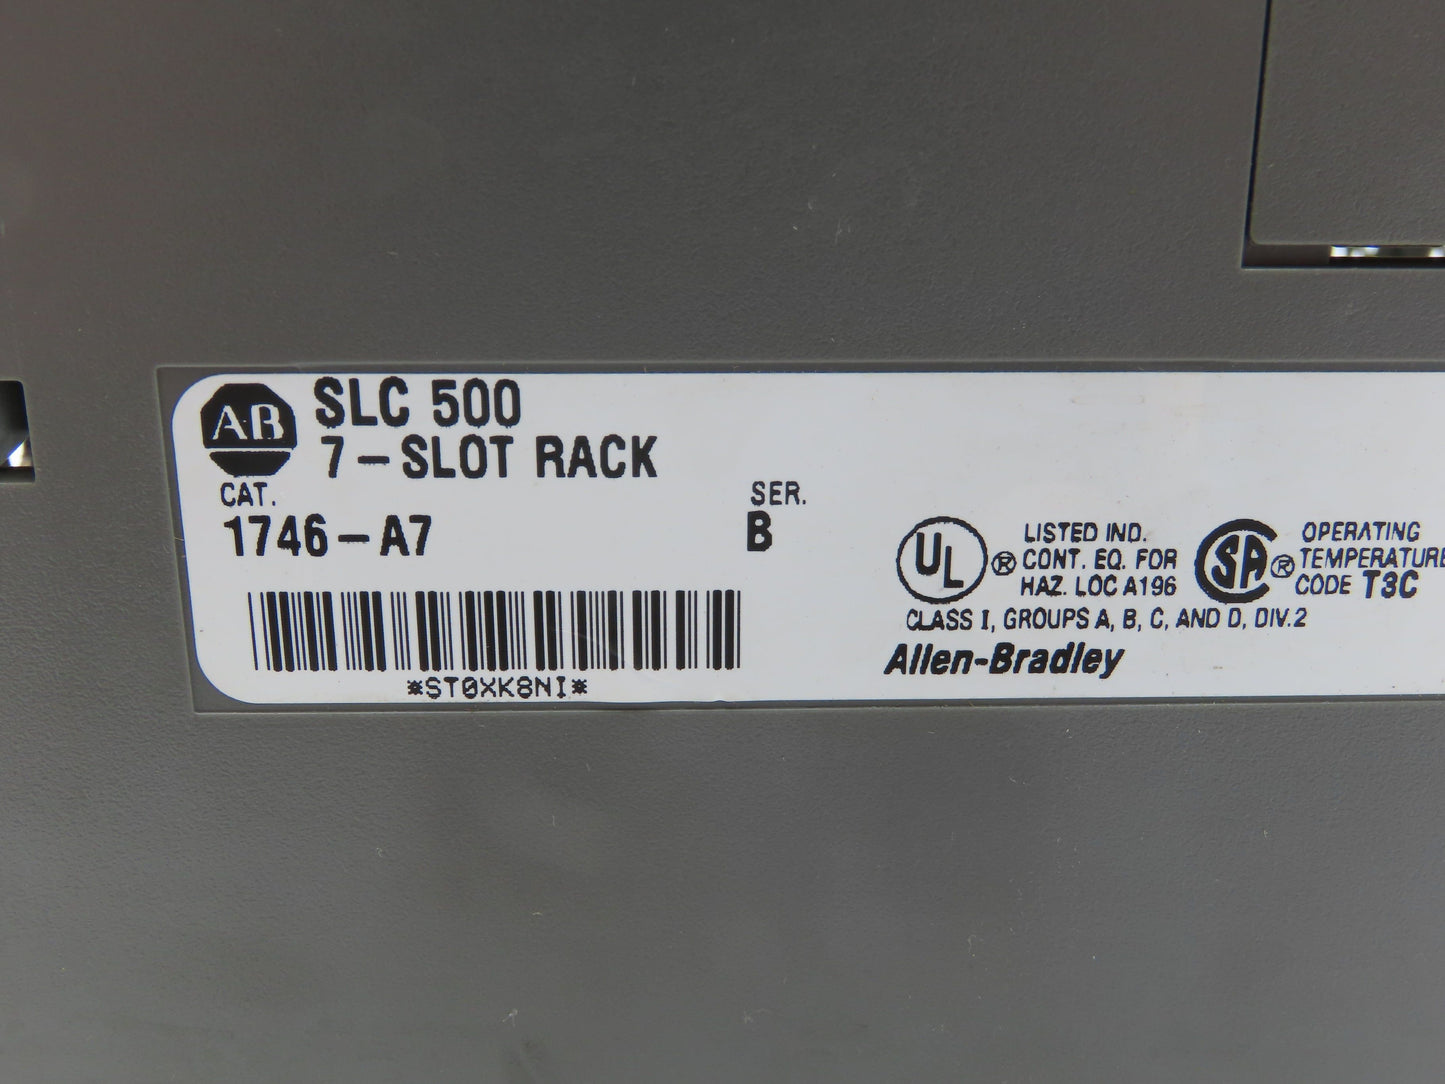 AB
SLC 500
7-SLOT RACK
CAT.
SER.
1746-A7
B
*ST0XK8NI*
UL ®
LISTED IND.
CONT. EQ. FOR
HAZ. LOC A196
SA ®
OPERATING
TEMPERATURE
CODE T3C
CLASS I, GROUPS A, B, C, AND D, DIV.2
Allen-Bradley